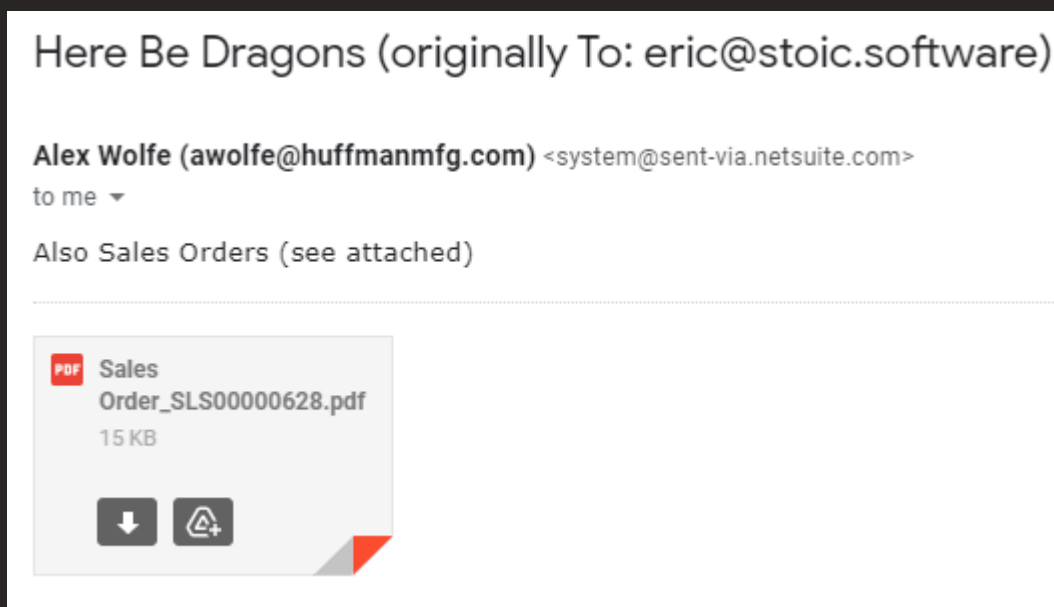 Here Be Dragons (originally To: eric@stoic.software)
Alex Wolfe (awolfe@huffmanmfg.com) <system@sent-via.netsuite.com>
to me
Also Sales Orders (see attached)
PDF Sales
Order_SLS00000628.pdf
15 KB